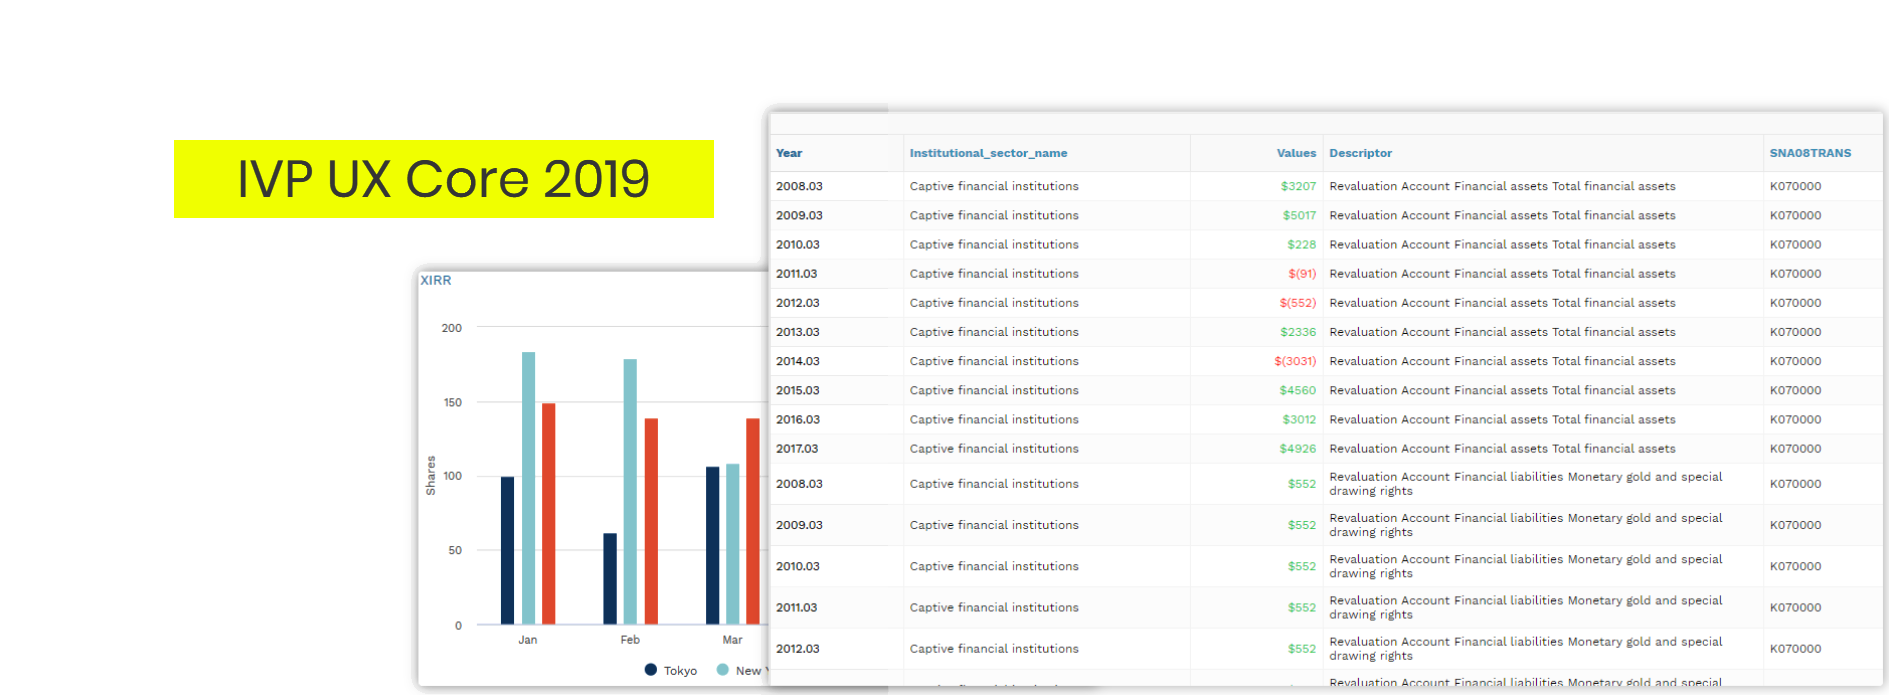 IVP UX Core 2019
XIRR
200
150
100
50
0
Shares
Jan Feb Mar
Tokyo New
Year Institutional_sector_name Values Descriptor SNA08TRANS
2008.03 Captive financial institutions $3207 Revaluation Account Financial assets Total financial assets K070000
2009.03 Captive financial institutions $5017 Revaluation Account Financial assets Total financial assets K070000
2010.03 Captive financial institutions $228 Revaluation Account Financial assets Total financial assets K070000
2011.03 Captive financial institutions $(91) Revaluation Account Financial assets Total financial assets K070000
2012.03 Captive financial institutions $(552) Revaluation Account Financial assets Total financial assets K070000
2013.03 Captive financial institutions $2336 Revaluation Account Financial assets Total financial assets K070000
2014.03 Captive financial institutions $(3031) Revaluation Account Financial assets Total financial assets K070000
2015.03 Captive financial institutions $4560 Revaluation Account Financial assets Total financial assets K070000
2016.03 Captive financial institutions $3012 Revaluation Account Financial assets Total financial assets K070000
2017.03 Captive financial institutions $4926 Revaluation Account Financial assets Total financial assets K070000
2008.03 Captive financial institutions $552 Revaluation Account Financial liabilities Monetary gold and special
drawing rights K070000
2009.03 Captive financial institutions $552 Revaluation Account Financial liabilities Monetary gold and special
drawing rights K070000
2010.03 Captive financial institutions $552 Revaluation Account Financial liabilities Monetary gold and special
drawing rights K070000
2011.03 Captive financial institutions $552 Revaluation Account Financial liabilities Monetary gold and special
drawing rights K070000
2012.03 Captive financial institutions $552 Revaluation Account Financial liabilities Monetary gold and special
drawing rights K070000
Revaluation Account Financial liabilities Monetary gold and special